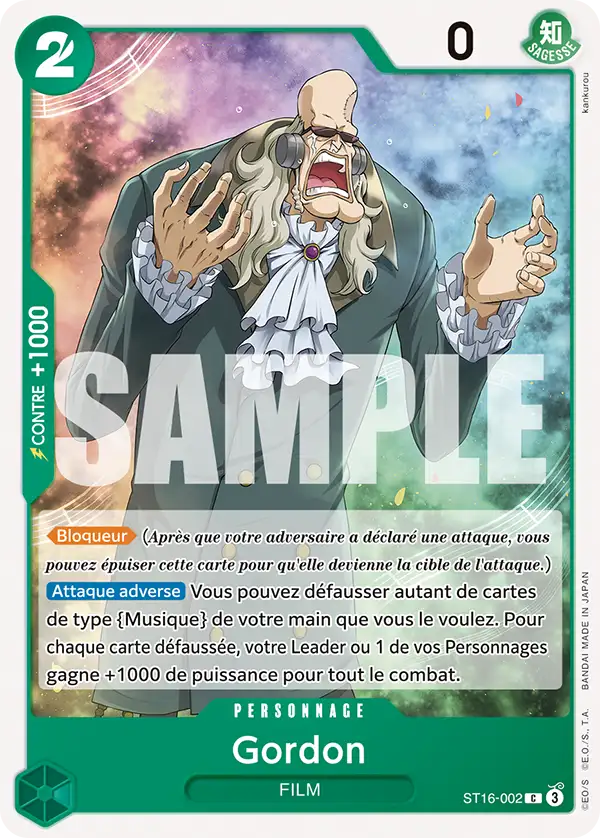 2
0
知
SAGESSE
kankurou
CONTRE +1000
SAMPLE
Bloqueur (Après que votre adversaire a déclaré une attaque, vous
pouvez épuiser cette carte pour qu'elle devienne la cible de l'attaque.)
Attaque adverse Vous pouvez défausser autant de cartes
de type {Musique} de votre main que vous le voulez. Pour
chaque carte défaussée, votre Leader ou 1 de vos Personnages
gagne +1000 de puissance pour tout le combat.
PERSONNAGE
Gordon
FILM
ST16-002 C 3
©EO/S ©E.O./S., T.A. BANDAI MADE IN JAPAN